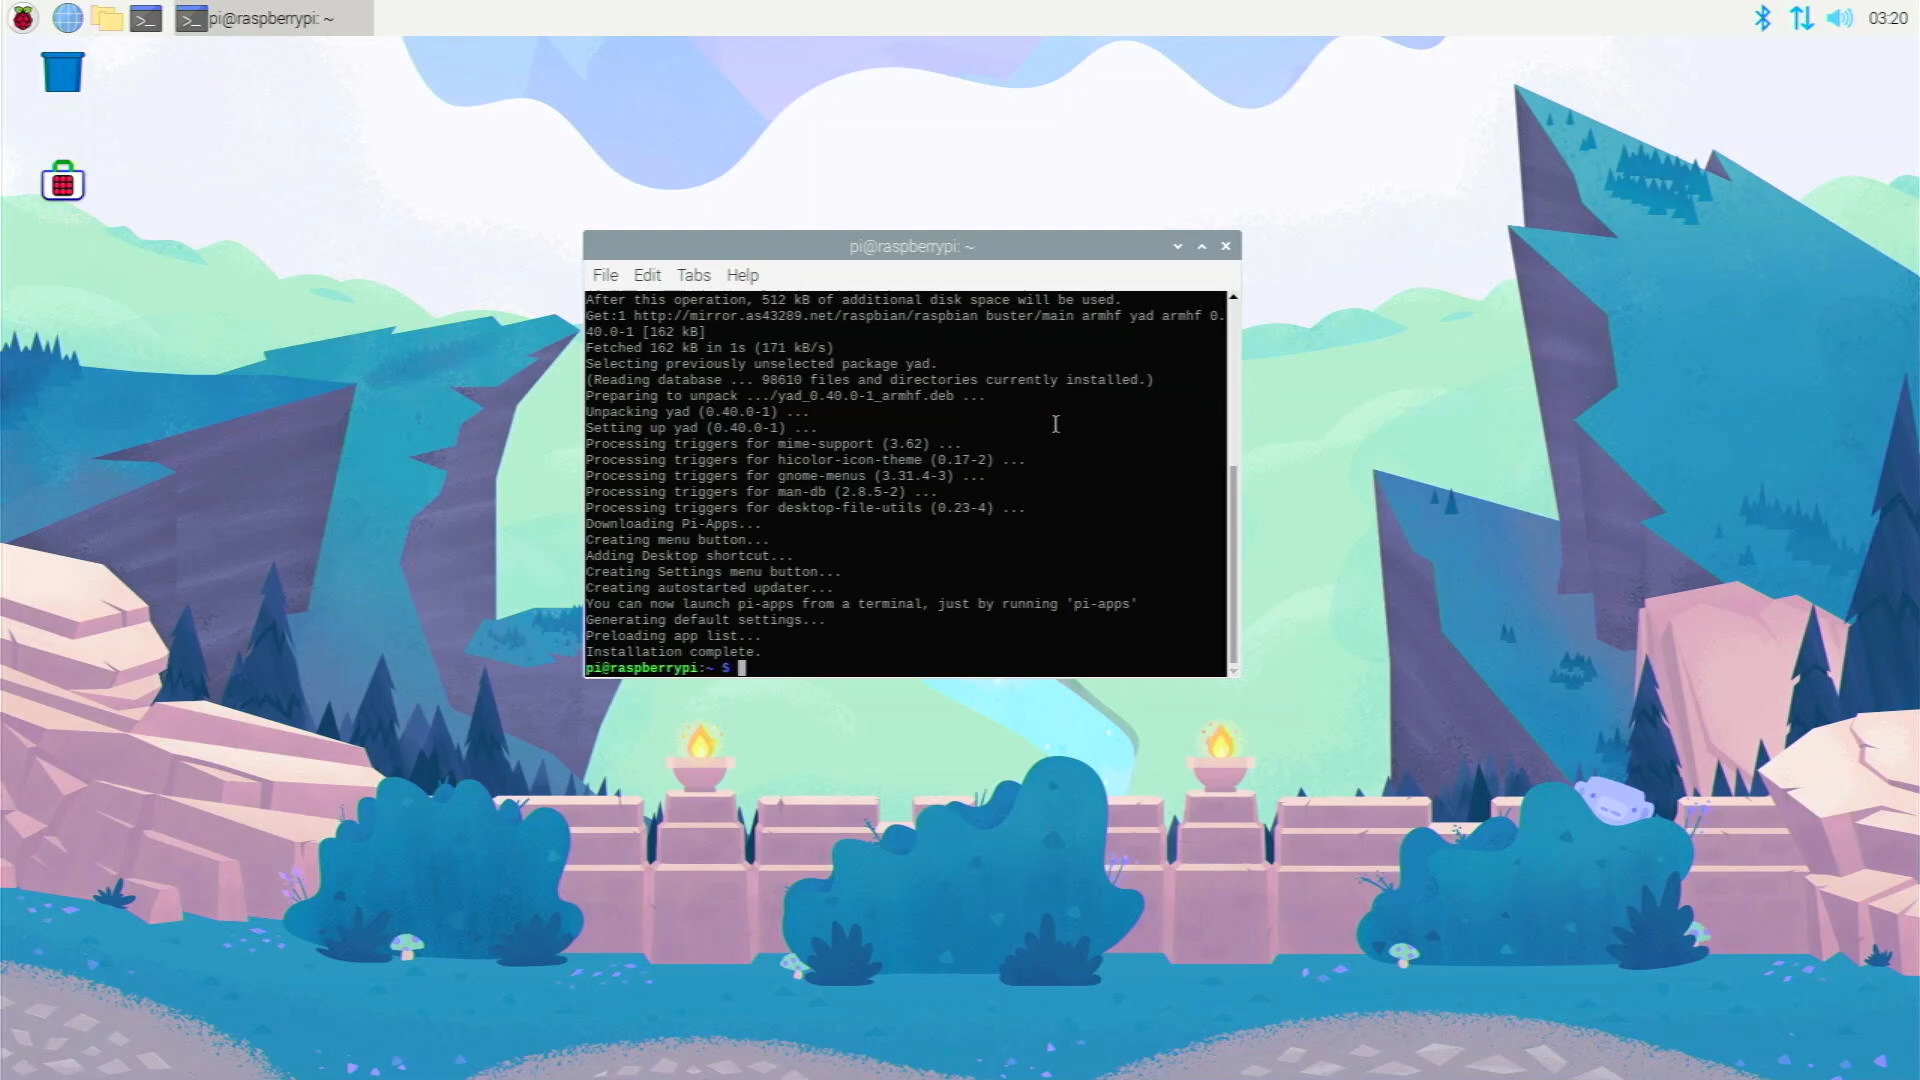 pi@raspberrypi: ~
03:20
pi@raspberrypi: ~
File Edit Tabs Help
After this operation, 512 kB of additional disk space will be used.
Get:1 http://mirror.as43289.net/raspbian/raspbian buster/main armhf yad armhf 0.
40.0-1 [162 kB]
Fetched 162 kB in 1s (171 kB/s)
Selecting previously unselected package yad.
(Reading database ... 98610 files and directories currently installed.)
Preparing to unpack .../yad_0.40.0-1_armhf.deb ...
Unpacking yad (0.40.0-1) ...
Setting up yad (0.40.0-1) ...
Processing triggers for mime-support (3.62) ...
Processing triggers for hicolor-icon-theme (0.17-2) ...
Processing triggers for gnome-menus (3.31.4-3) ...
Processing triggers for man-db (2.8.5-2) ...
Processing triggers for desktop-file-utils (0.23-4) ...
Downloading Pi-Apps...
Creating menu button...
Adding Desktop shortcut...
Creating Settings menu button...
Creating autostarted updater...
You can now launch pi-apps from a terminal, just by running 'pi-apps'
Generating default settings...
Preloading app list...
Installation complete.
pi@raspberrypi:~ $